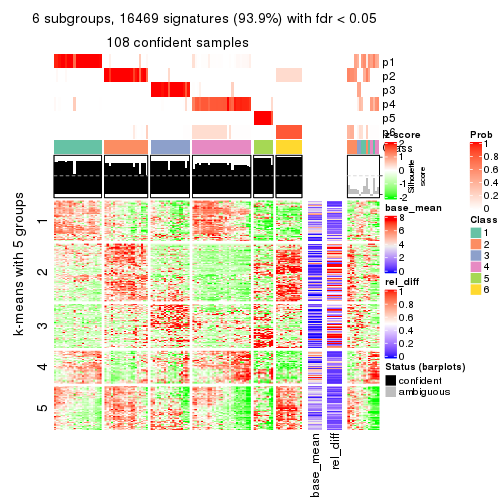 6 subgroups, 16469 signatures (93.9%) with fdr < 0.05
108 confident samples
p1
p2
p3
p4
p5
p6
Class
Silhouette
score
k-means with 5 groups
1
2
3
4
5
base_mean
rel_diff
z-score
2
1
0
-1
-2
base_mean
8
6
4
2
0
rel_diff
1
0.8
0.6
0.4
0.2
0
Status (barplots)
confident
ambiguous
Prob
1
0.8
0.6
0.4
0.2
0
Class
1
2
3
4
5
6